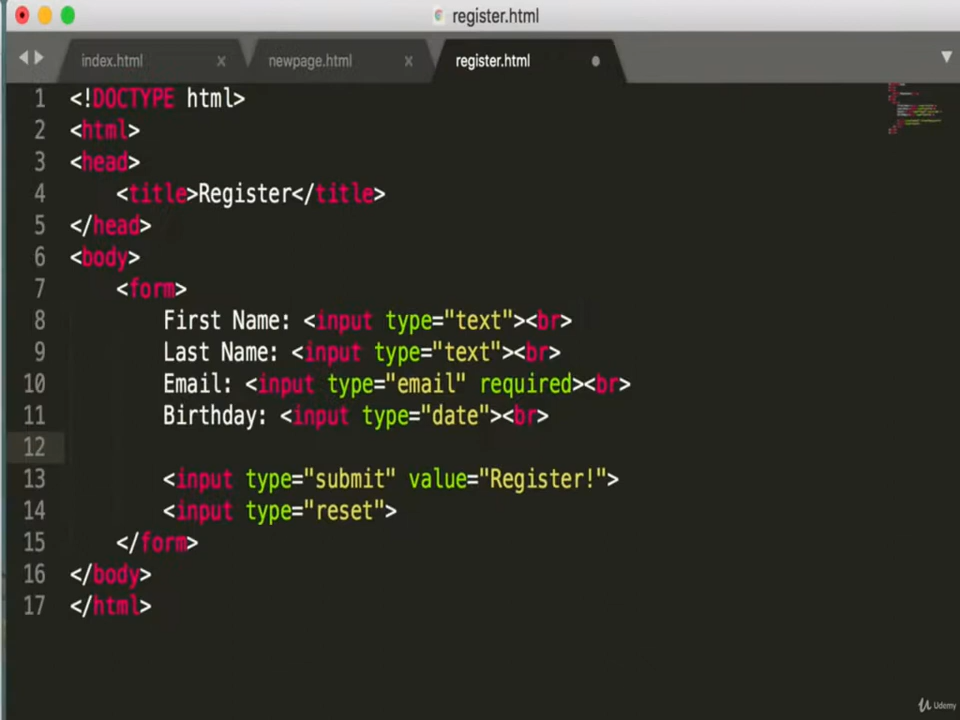 register.html
index.html × newpage.html × register.html
1 <!DOCTYPE html>
2 <html>
3 <head>
4     <title>Register</title>
5 </head>
6 <body>
7     <form>
8         First Name: <input type="text"><br>
9         Last Name: <input type="text"><br>
10         Email: <input type="email" required><br>
11         Birthday: <input type="date"><br>
12
13         <input type="submit" value="Register!">
14         <input type="reset">
15     </form>
16 </body>
17 </html>
Udemy